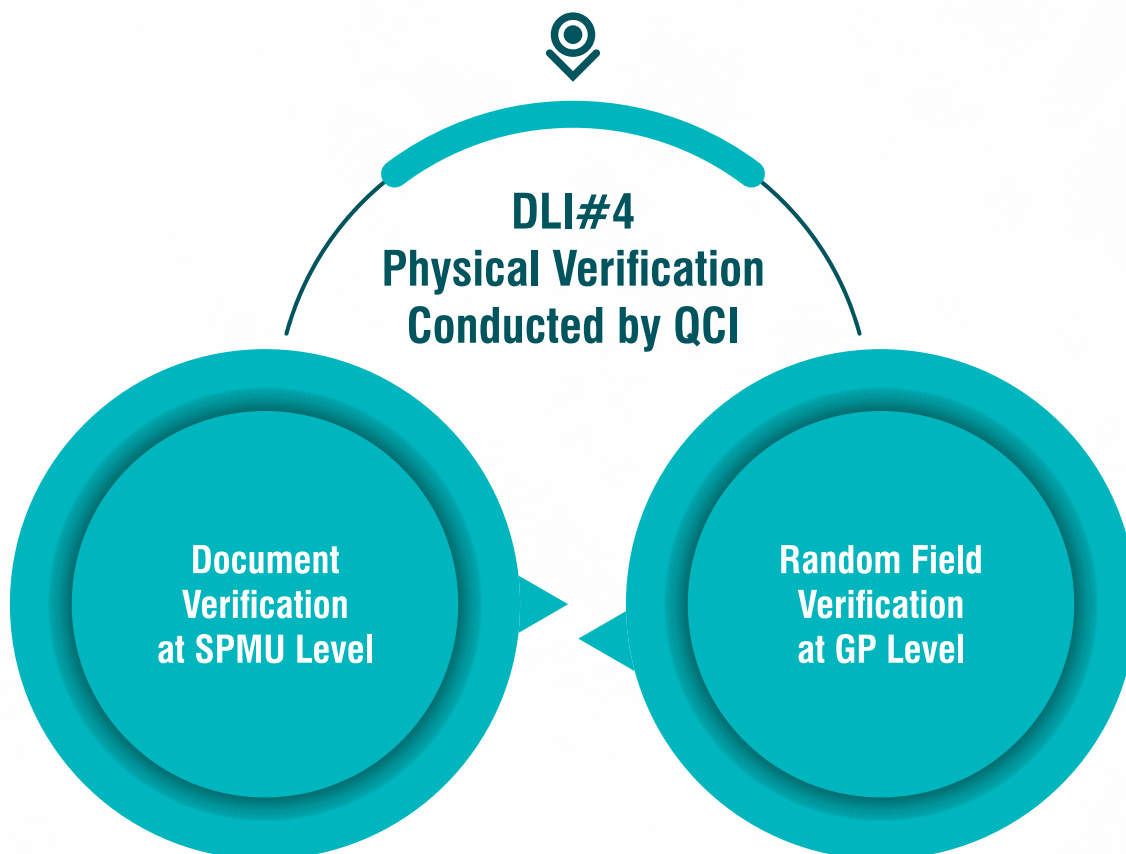 DLI#4
Physical Verification
Conducted by QCI
Document
Verification
at SPMU Level
Random Field
Verification
at GP Level